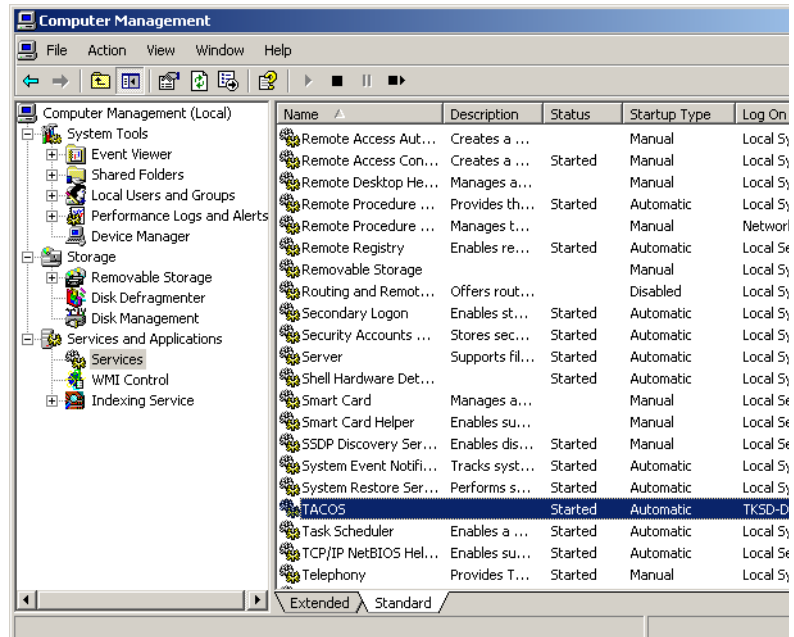 Computer Management
File Action View Window Help
Computer Management (Local)
System Tools
Event Viewer
Shared Folders
Local Users and Groups
Performance Logs and Alerts
Device Manager
Storage
Removable Storage
Disk Defragmenter
Disk Management
Services and Applications
Services
WMI Control
Indexing Service
Name Description Status Startup Type Log On
Remote Access Aut... Creates a ... Manual Local Sy
Remote Access Con... Creates a ... Started Manual Local Sy
Remote Desktop He... Manages a... Manual Local Sy
Remote Procedure ... Provides th... Started Automatic Local Sy
Remote Procedure ... Manages t... Manual Networ
Remote Registry Enables re... Started Automatic Local Se
Removable Storage Manual Local Sy
Routing and Remot... Offers rout... Disabled Local Sy
Secondary Logon Enables st... Started Automatic Local Sy
Security Accounts ... Stores sec... Started Automatic Local Sy
Server Supports fil... Started Automatic Local Sy
Shell Hardware Det... Started Automatic Local Sy
Smart Card Manages a... Manual Local Se
Smart Card Helper Enables su... Manual Local Se
SSDP Discovery Ser... Enables dis... Started Manual Local Se
System Event Notifi... Tracks syst... Started Automatic Local Sy
System Restore Ser... Performs s... Started Automatic Local Sy
TACOS Started Automatic TKSD-D
Task Scheduler Enables a ... Started Automatic Local Sy
TCP/IP NetBIOS Hel... Enables su... Started Automatic Local Se
Telephony Provides T... Started Manual Local Sy
Extended Standard